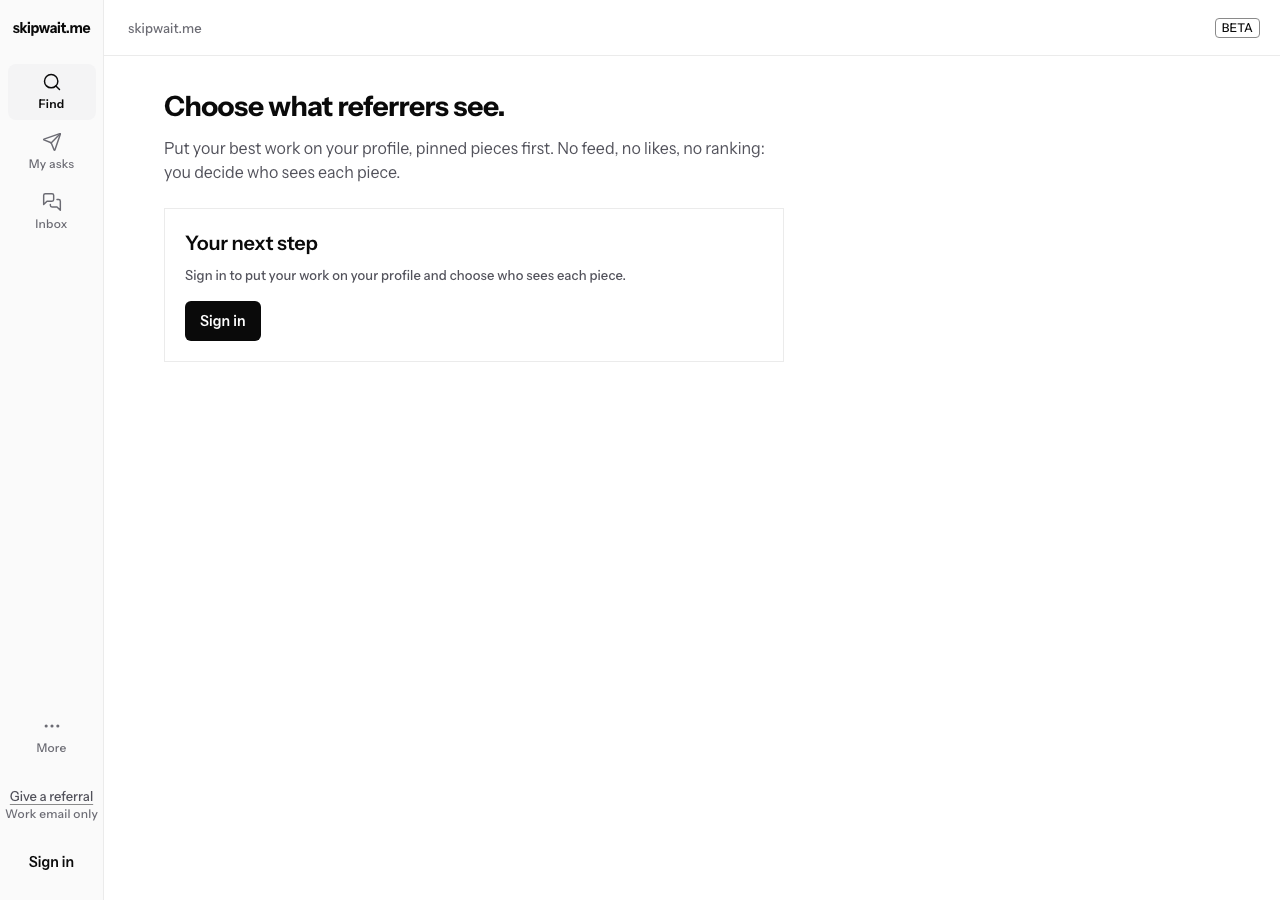 skipwait.me
skipwait.me
BETA
Find
My asks
Inbox
Choose what referrers see.
Put your best work on your profile, pinned pieces first. No feed, no likes, no ranking:
you decide who sees each piece.
Your next step
Sign in to put your work on your profile and choose who sees each piece.
Sign in
More
Give a referral
Work email only
Sign in